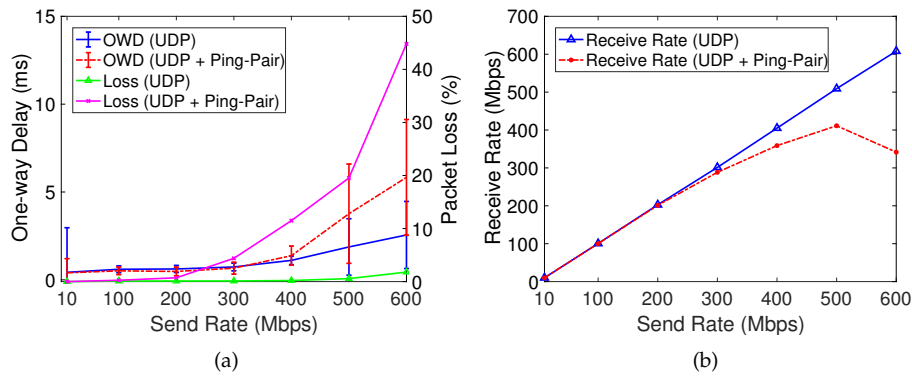 15
10
5
0
One-way Delay (ms)
OWD (UDP)
OWD (UDP + Ping-Pair)
Loss (UDP)
Loss (UDP + Ping-Pair)
50
40
30
20
10
0
Packet Loss (%)
10 100 200 300 400 500 600
Send Rate (Mbps)
(a)
700
600
500
400
300
200
100
0
Receive Rate (Mbps)
Receive Rate (UDP)
Receive Rate (UDP + Ping-Pair)
10 100 200 300 400 500 600
Send Rate (Mbps)
(b)